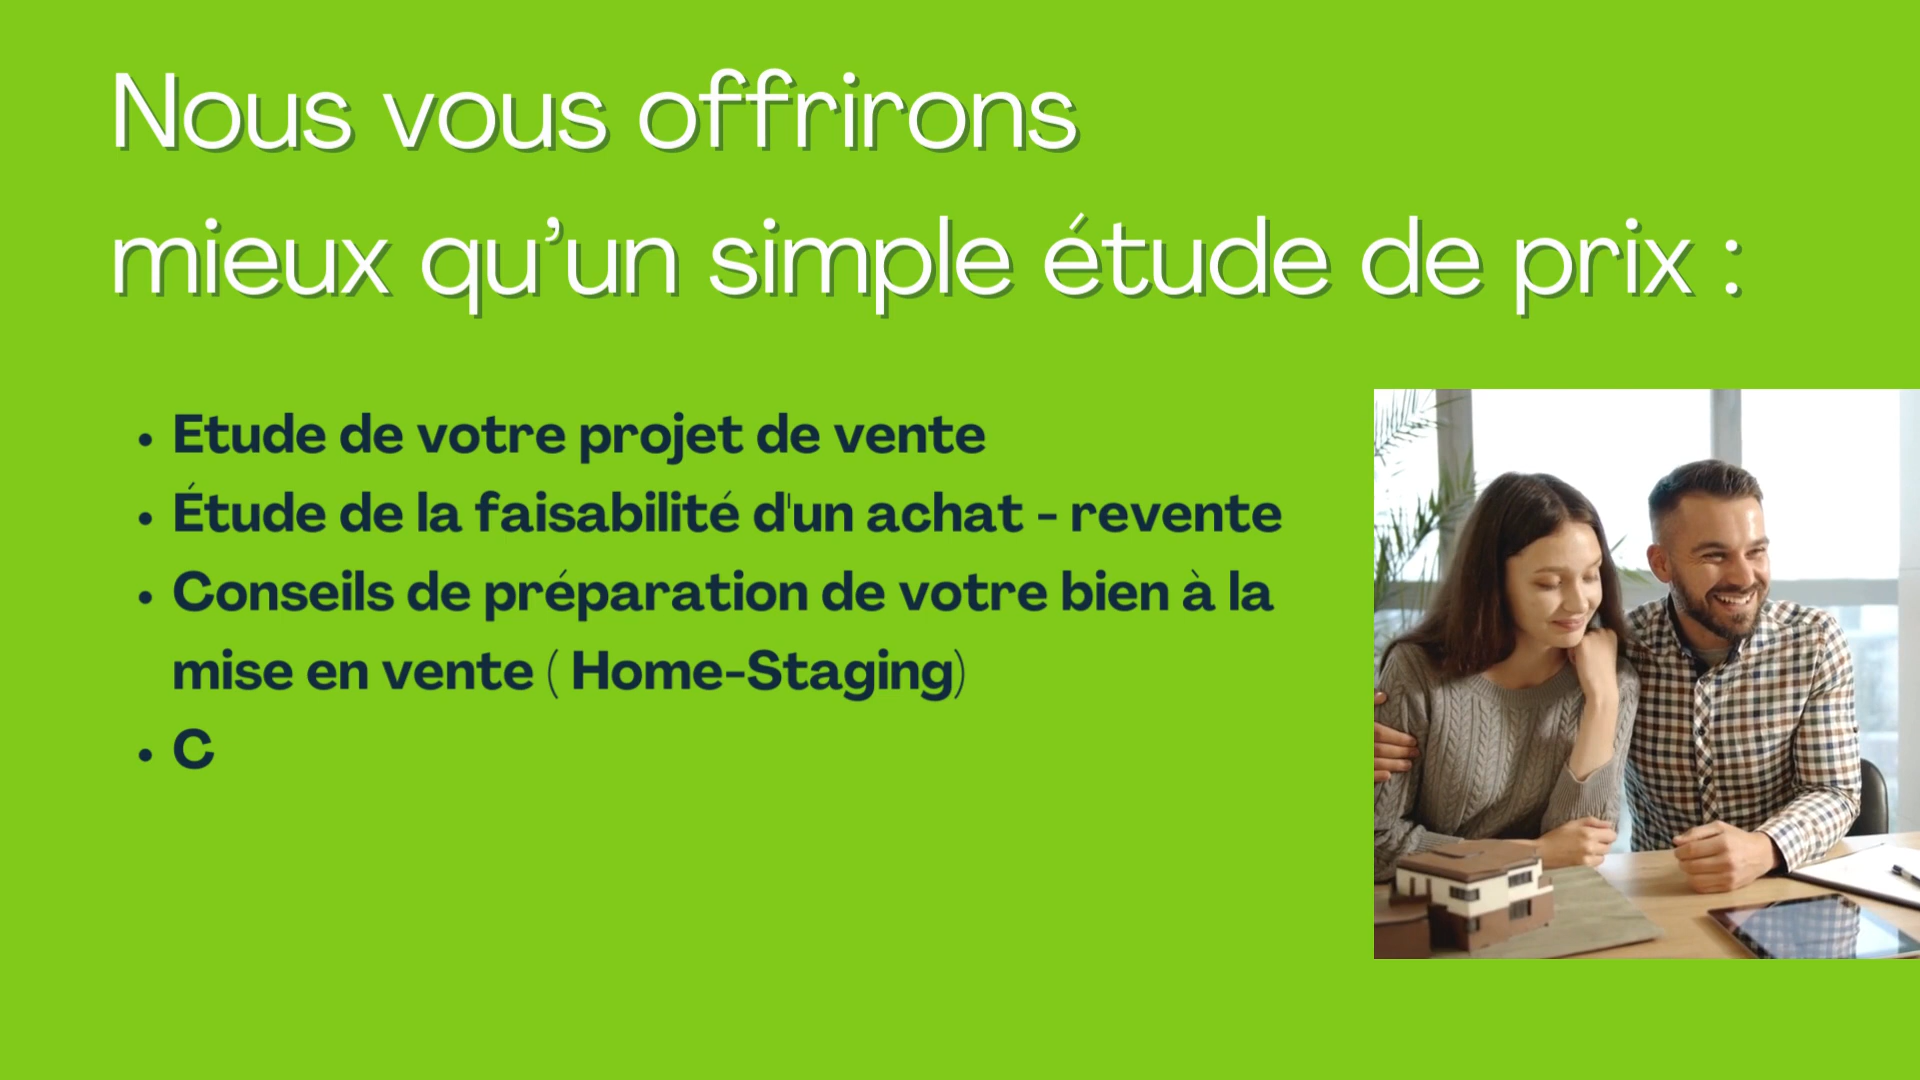 Nous vous offrirons
mieux qu’un simple étude de prix :
• Etude de votre projet de vente
• Étude de la faisabilité d'un achat - revente
• Conseils de préparation de votre bien à la
mise en vente ( Home-Staging)
• C